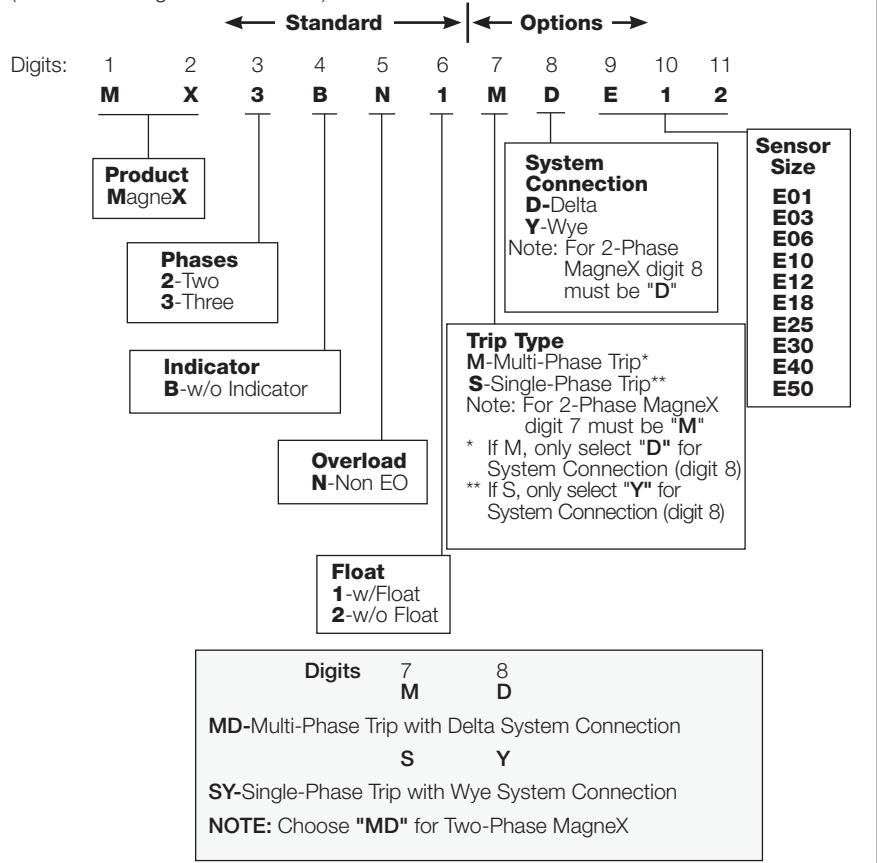 Standard Options
Digits: 1 2 3 4 5 6 7 8 9 10 11
M X 3 B N 1 M D E 1 2
Product
MagneX
Phases
2-Two
3-Three
Indicator
B-w/o Indicator
Overload
N-Non EO
Float
1-w/Float
2-w/o Float
System
Connection
D-Delta
Y-Wye
Note: For 2-Phase
MagneX digit 8
must be "D"
Trip Type
M-Multi-Phase Trip*
S-Single-Phase Trip**
Note: For 2-Phase MagneX
digit 7 must be "M"
* If M, only select "D" for
System Connection (digit 8)
** If S, only select "Y" for
System Connection (digit 8)
Sensor
Size
E01
E03
E06
E10
E12
E18
E25
E30
E40
E50
Digits 7 8
M D
MD-Multi-Phase Trip with Delta System Connection
S Y
SY-Single-Phase Trip with Wye System Connection
NOTE: Choose "MD" for Two-Phase MagneX